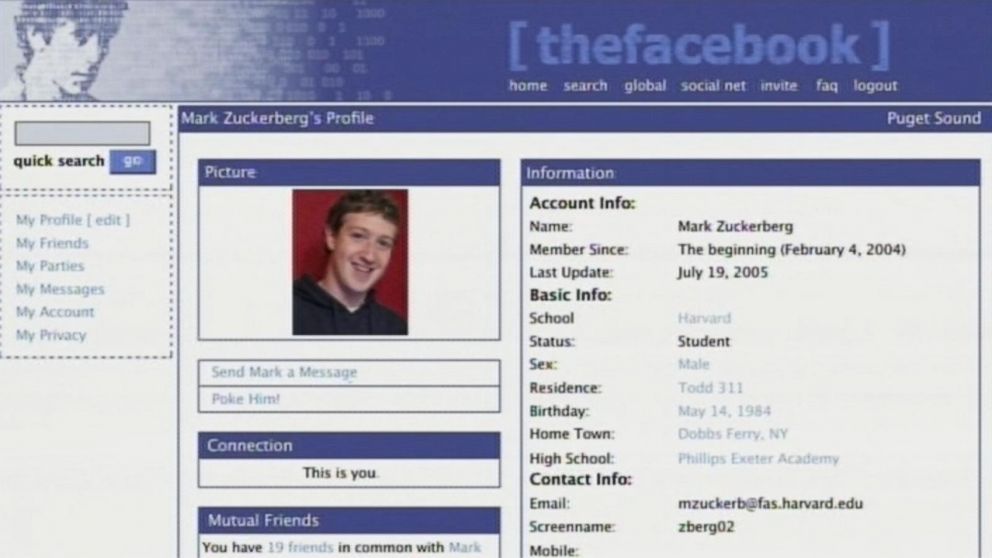 [ thefacebook ]
home search global social net invite faq logout
quick search go
My Profile [ edit ]
My Friends
My Parties
My Messages
My Account
My Privacy
Mark Zuckerberg's Profile Puget Sound
Picture
Send Mark a Message
Poke Him!
Connection
This is you.
Mutual Friends
You have 19 friends in common with Mark
Information
Account Info:
Name: Mark Zuckerberg
Member Since: The beginning (February 4, 2004)
Last Update: July 19, 2005
Basic Info:
School Harvard
Status: Student
Sex: Male
Residence: Todd 311
Birthday: May 14, 1984
Home Town: Dobbs Ferry, NY
High School: Phillips Exeter Academy
Contact Info:
Email: mzuckerb@fas.harvard.edu
Screenname: zberg02
Mobile: